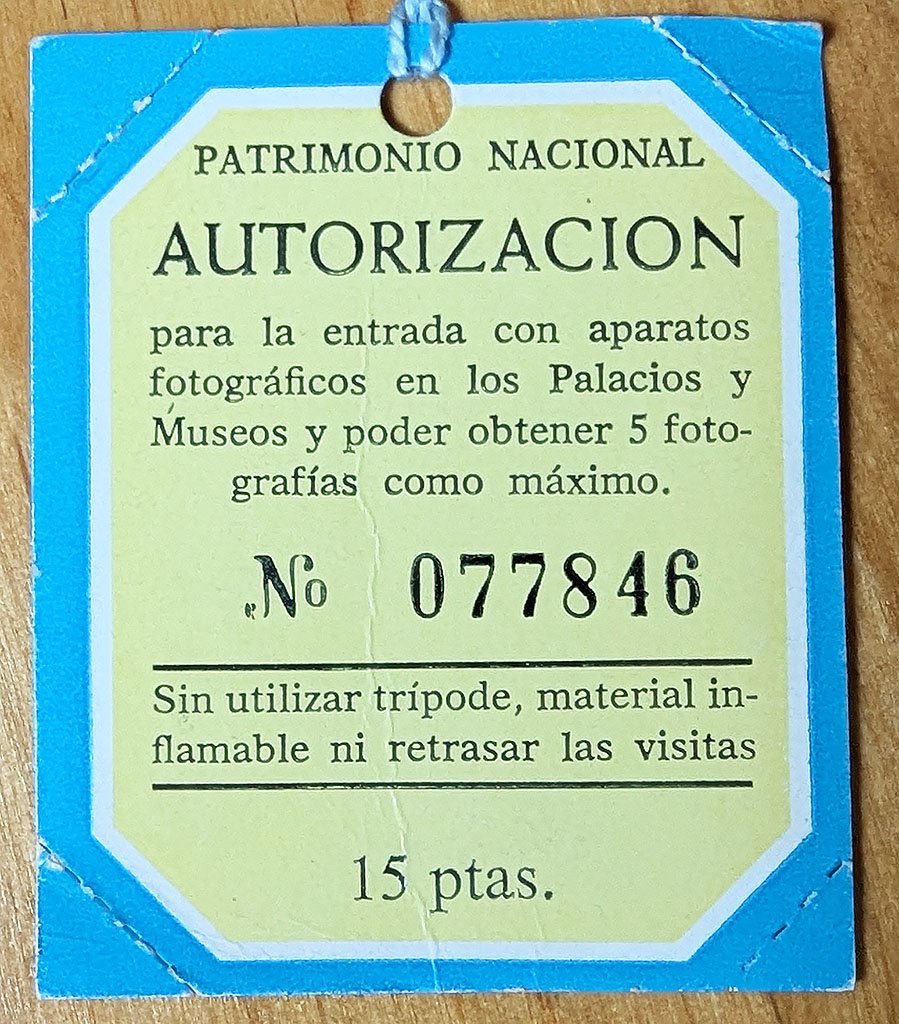 PATRIMONIO NACIONAL
AUTORIZACION
para la entrada con aparatos
fotográficos en los Palacios y
Museos y poder obtener 5 foto-
grafías como máximo.
No 077846
Sin utilizar trípode, material in-
flamable ni retrasar las visitas
15 ptas.